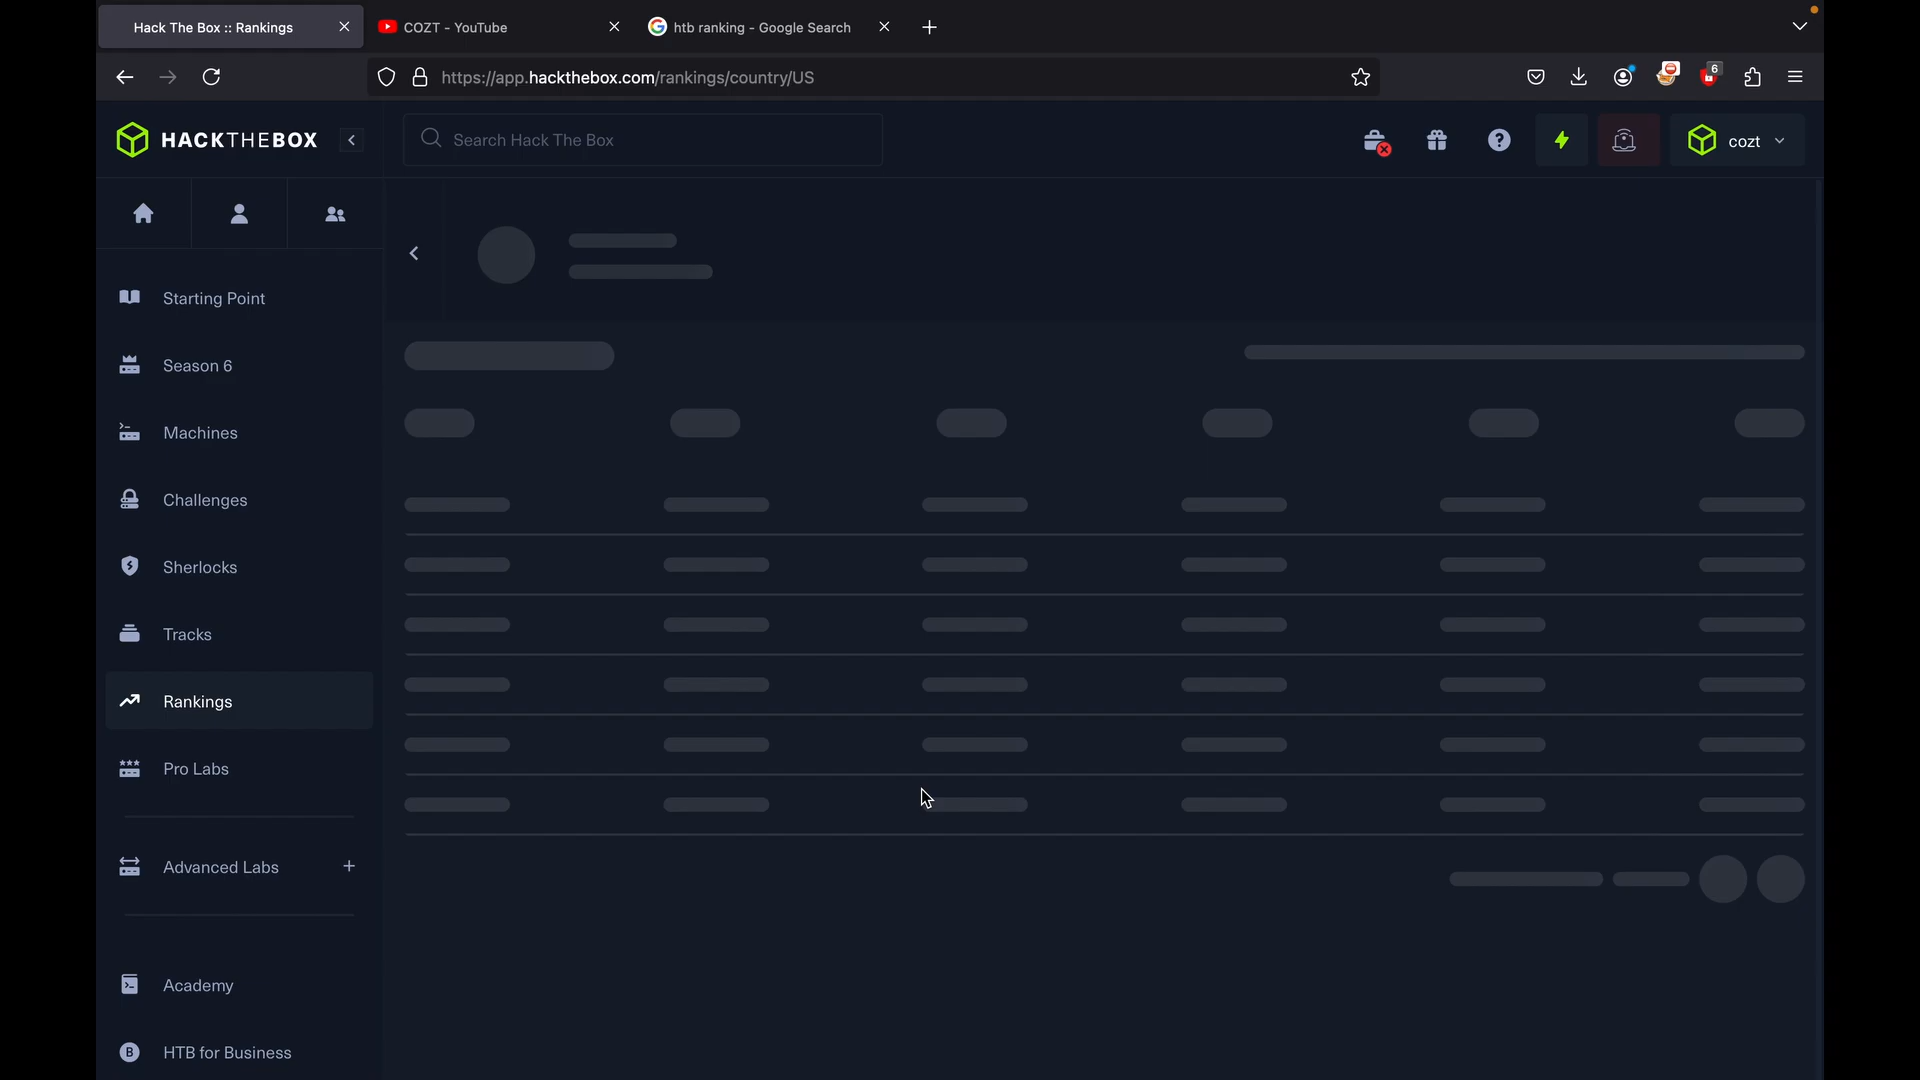 Hack The Box :: Rankings
COZT - YouTube
htb ranking - Google Search
https://app.hackthebox.com/rankings/country/US
6
HACKTHEBOX
Search Hack The Box
cozt
Starting Point
Season 6
Machines
Challenges
Sherlocks
Tracks
Rankings
Pro Labs
Advanced Labs
Academy
HTB for Business